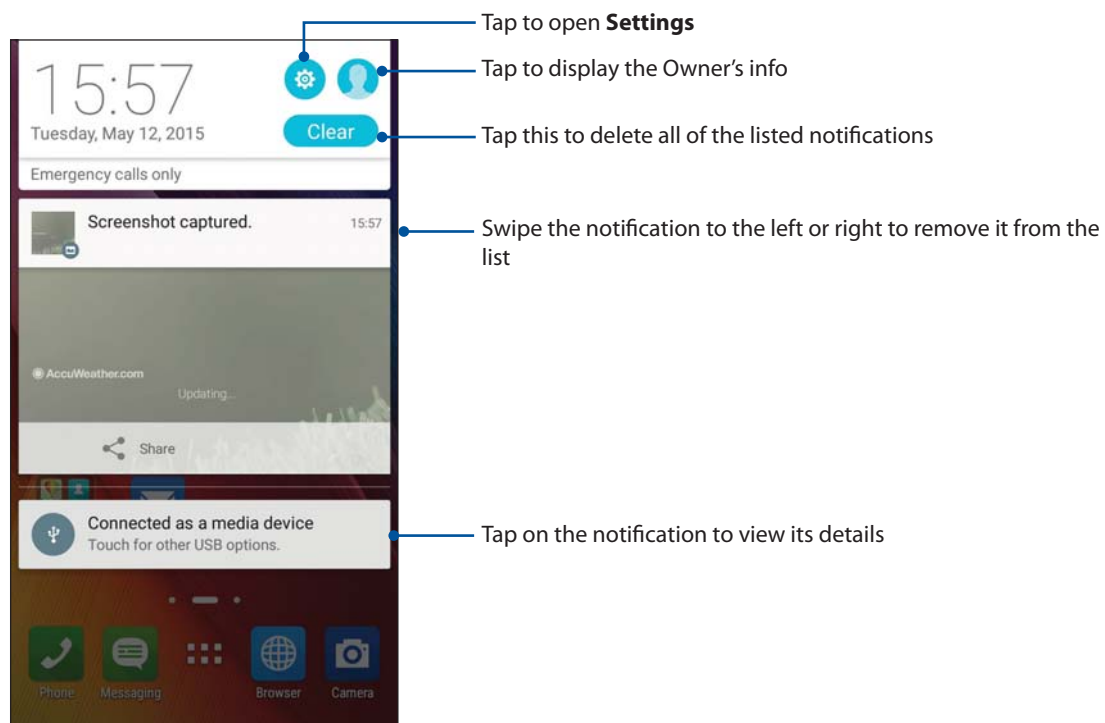 Tap to open Settings
15:57
Tap to display the Owner's info
Tuesday, May 12, 2015
Clear
Tap this to delete all of the listed notifications
Emergency calls only
Screenshot captured.
15:57
Swipe the notification to the left or right to remove it from the
list
AccuWeather.com
Updating...
Share
Connected as a media device
Touch for other USB options.
Tap on the notification to view its details
Phone
Messaging
Browser
Camera